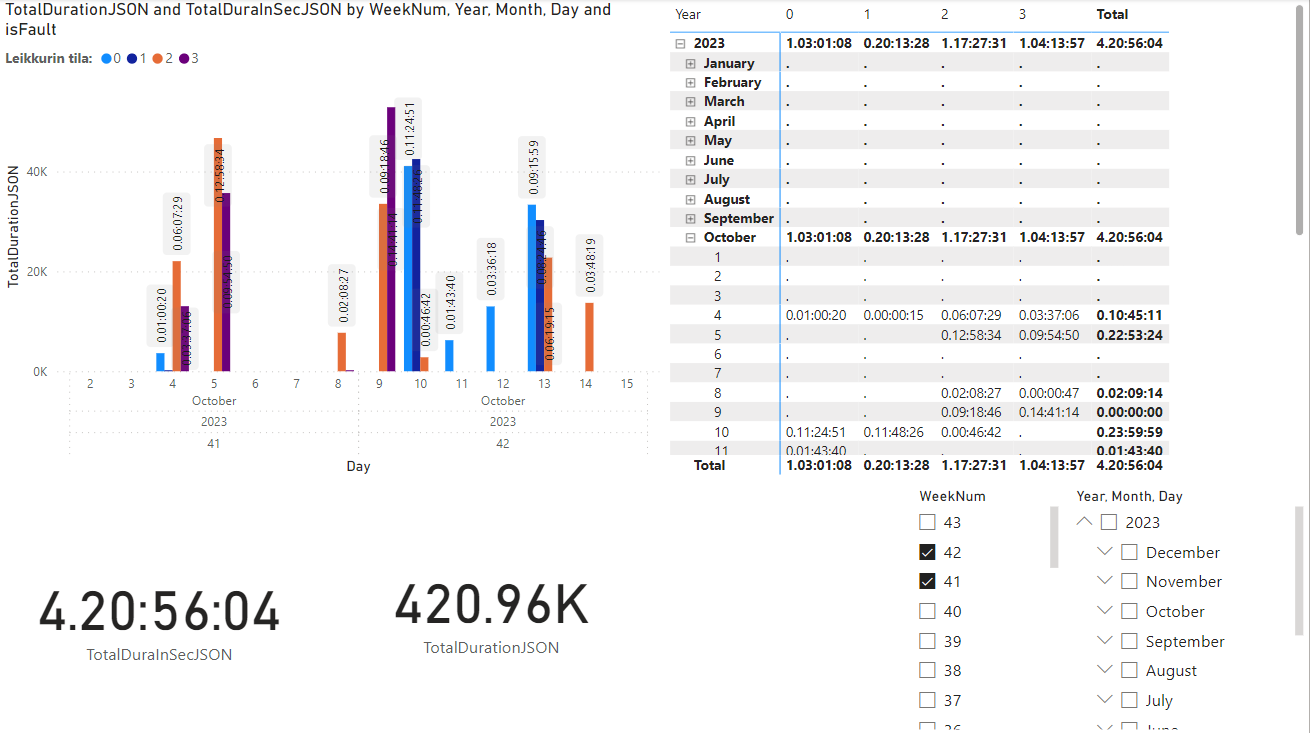 TotalDurationJSON and TotalDuraInSecJSON by WeekNum, Year, Month, Day and
isFault
Leikkurin tila: 0 1 2 3
TotalDurationJSON
40K
20K
0K
0.01:00:20
0.06:07:29
0.03:37:06
0.12:58:34
0.09:54:50
0.02:08:27
0.09:18:46
0.14:41:14
0.11:24:51
0.11:48:26
0.00:46:42
0.01:43:40
0.03:36:18
0.09:15:59
0.06:19:15
0.03:48:19
2 3 4 5 6 7 8 9 10 11 12 13 14 15
October October
2023 2023
41 42
Day
Year 0 1 2 3 Total
2023 1.03:01:08 0.20:13:28 1.17:27:31 1.04:13:57 4.20:56:04
January . . . . .
February . . . . .
March . . . . .
April . . . . .
May . . . . .
June . . . . .
July . . . . .
August . . . . .
September . . . . .
October 1.03:01:08 0.20:13:28 1.17:27:31 1.04:13:57 4.20:56:04
1 . . . . .
2 . . . . .
3 . . . . .
4 0.01:00:20 0.00:00:15 0.06:07:29 0.03:37:06 0.10:45:11
5 . . 0.12:58:34 0.09:54:50 0.22:53:24
6 . . . . .
7 . . . . .
8 . . 0.02:08:27 0.00:00:47 0.02:09:14
9 . . 0.09:18:46 0.14:41:14 0.00:00:00
10 0.11:24:51 0.11:48:26 0.00:46:42 . 0.23:59:59
11 0.01:43:40 . . . 0.01:43:40
Total 1.03:01:08 0.20:13:28 1.17:27:31 1.04:13:57 4.20:56:04
4.20:56:04
TotalDuraInSecJSON
420.96K
TotalDurationJSON
WeekNum
43
42
41
40
39
38
37
36
Year, Month, Day
2023
December
November
October
September
August
July
June